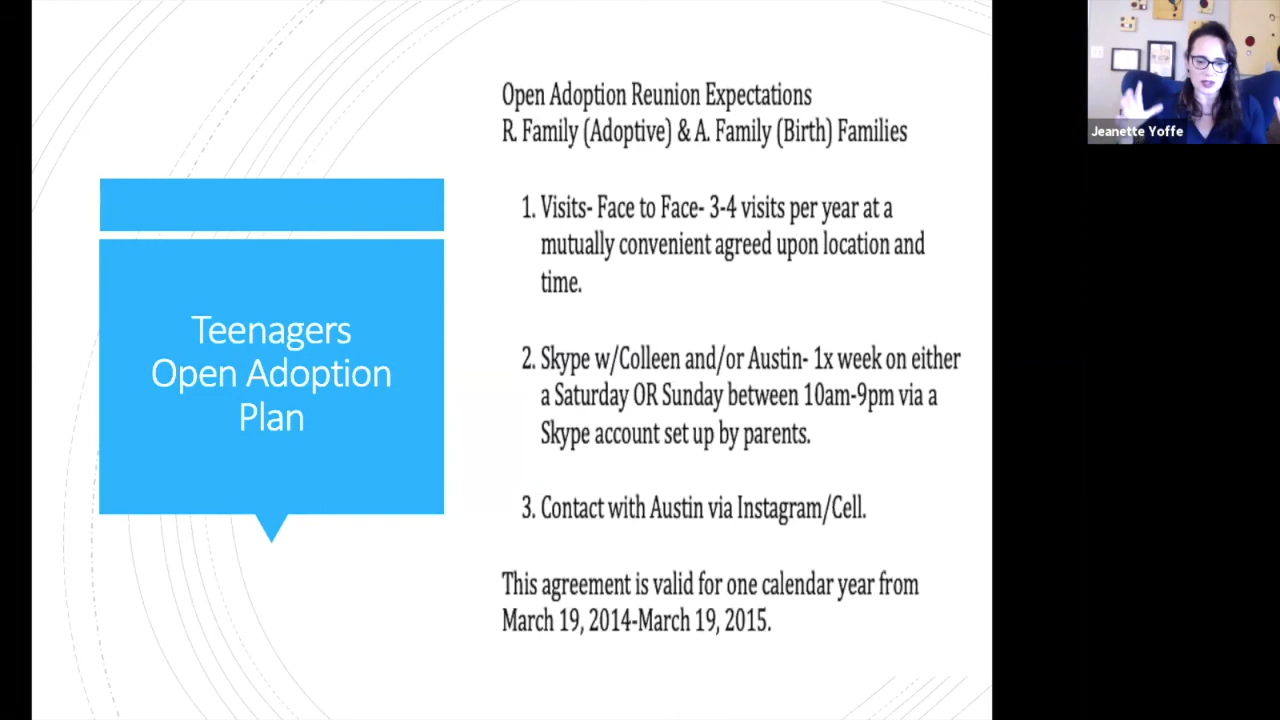 Teenagers
Open Adoption
Plan
Open Adoption Reunion Expectations
R. Family (Adoptive) & A. Family (Birth) Families
1. Visits- Face to Face- 3-4 visits per year at a
mutually convenient agreed upon location and
time.
2. Skype w/Colleen and/or Austin- 1x week on either
a Saturday OR Sunday between 10am-9pm via a
Skype account set up by parents.
3. Contact with Austin via Instagram/Cell.
This agreement is valid for one calendar year from
March 19, 2014-March 19, 2015.
Jeanette Yoffe